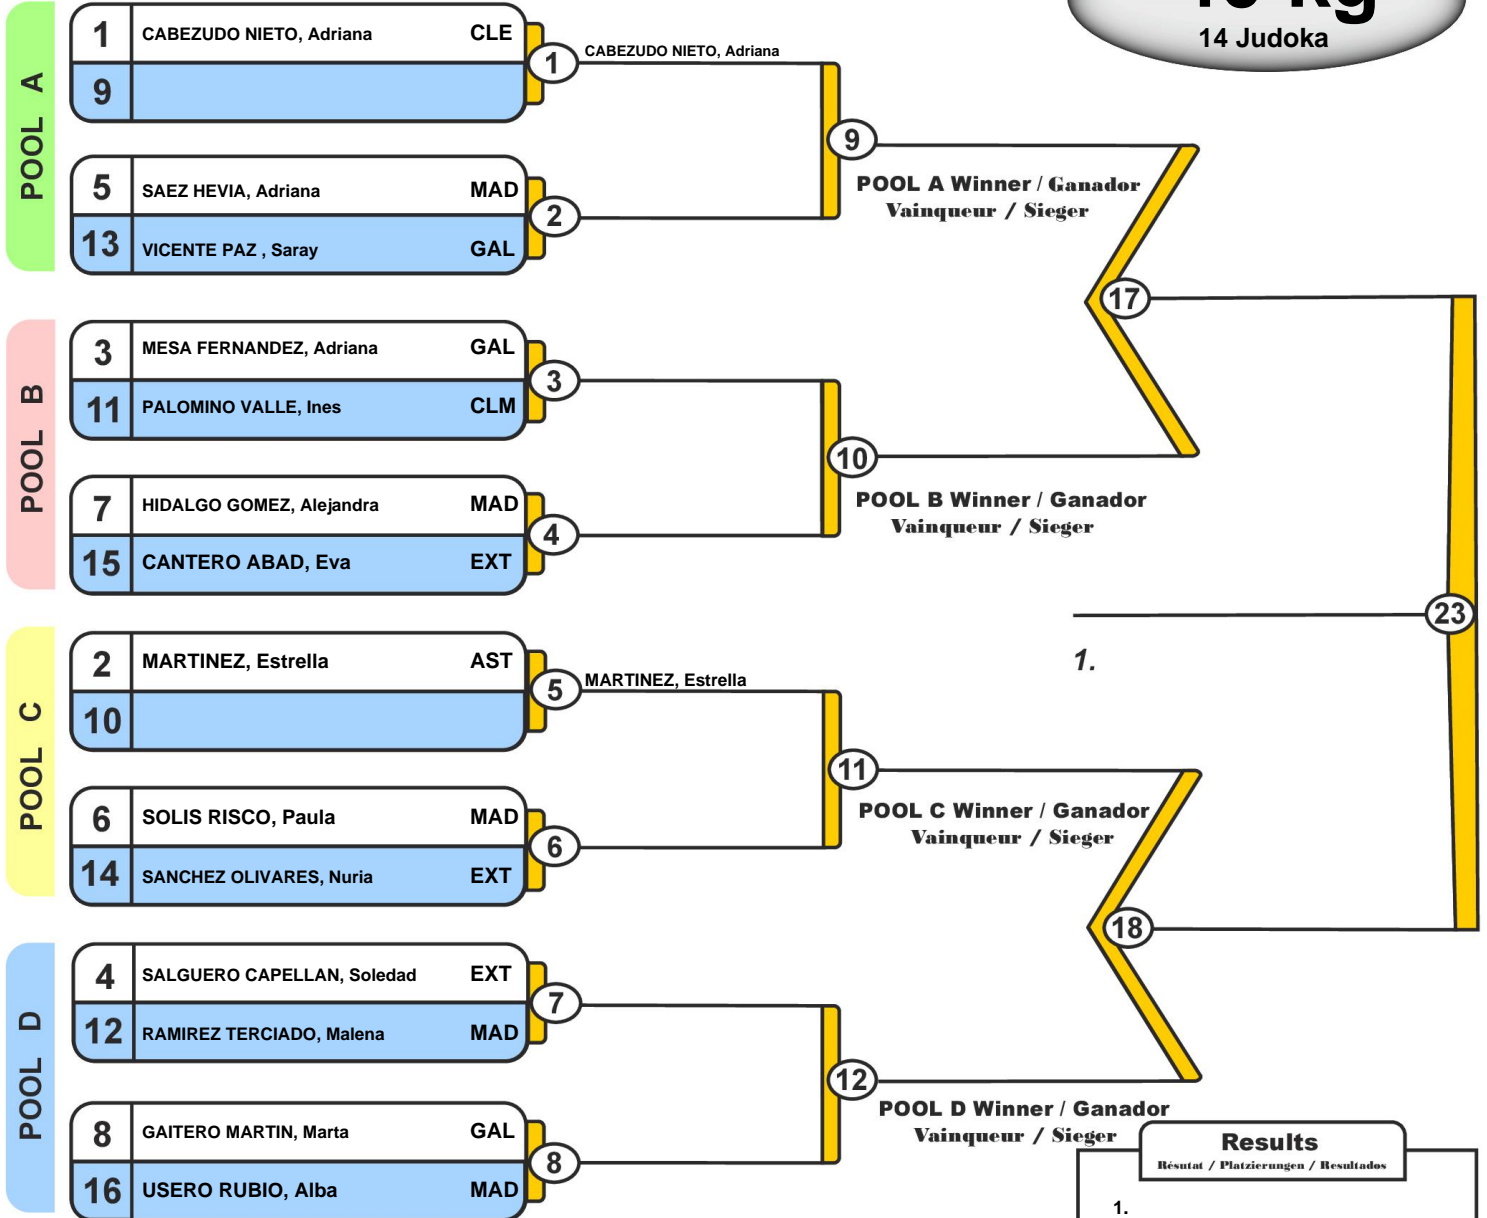 14 Judoka
POOL A
1 CABEZUDO NIETO, Adriana CLE
9
1 CABEZUDO NIETO, Adriana
5 SAEZ HEVIA, Adriana MAD
13 VICENTE PAZ , Saray GAL
2
9
POOL A Winner / Ganador
Vainqueur / Sieger
POOL B
3 MESA FERNANDEZ, Adriana GAL
11 PALOMINO VALLE, Ines CLM
3
7 HIDALGO GOMEZ, Alejandra MAD
15 CANTERO ABAD, Eva EXT
4
10
POOL B Winner / Ganador
Vainqueur / Sieger
17
POOL C
2 MARTINEZ, Estrella AST
10
5 MARTINEZ, Estrella
6 SOLIS RISCO, Paula MAD
14 SANCHEZ OLIVARES, Nuria EXT
6
11
POOL C Winner / Ganador
Vainqueur / Sieger
POOL D
4 SALGUERO CAPELLAN, Soledad EXT
12 RAMIREZ TERCIADO, Malena MAD
7
8 GAITERO MARTIN, Marta GAL
16 USERO RUBIO, Alba MAD
8
12
POOL D Winner / Ganador
Vainqueur / Sieger
18
23
1.
Results
Résutat / Platzierungen / Resultados
1.